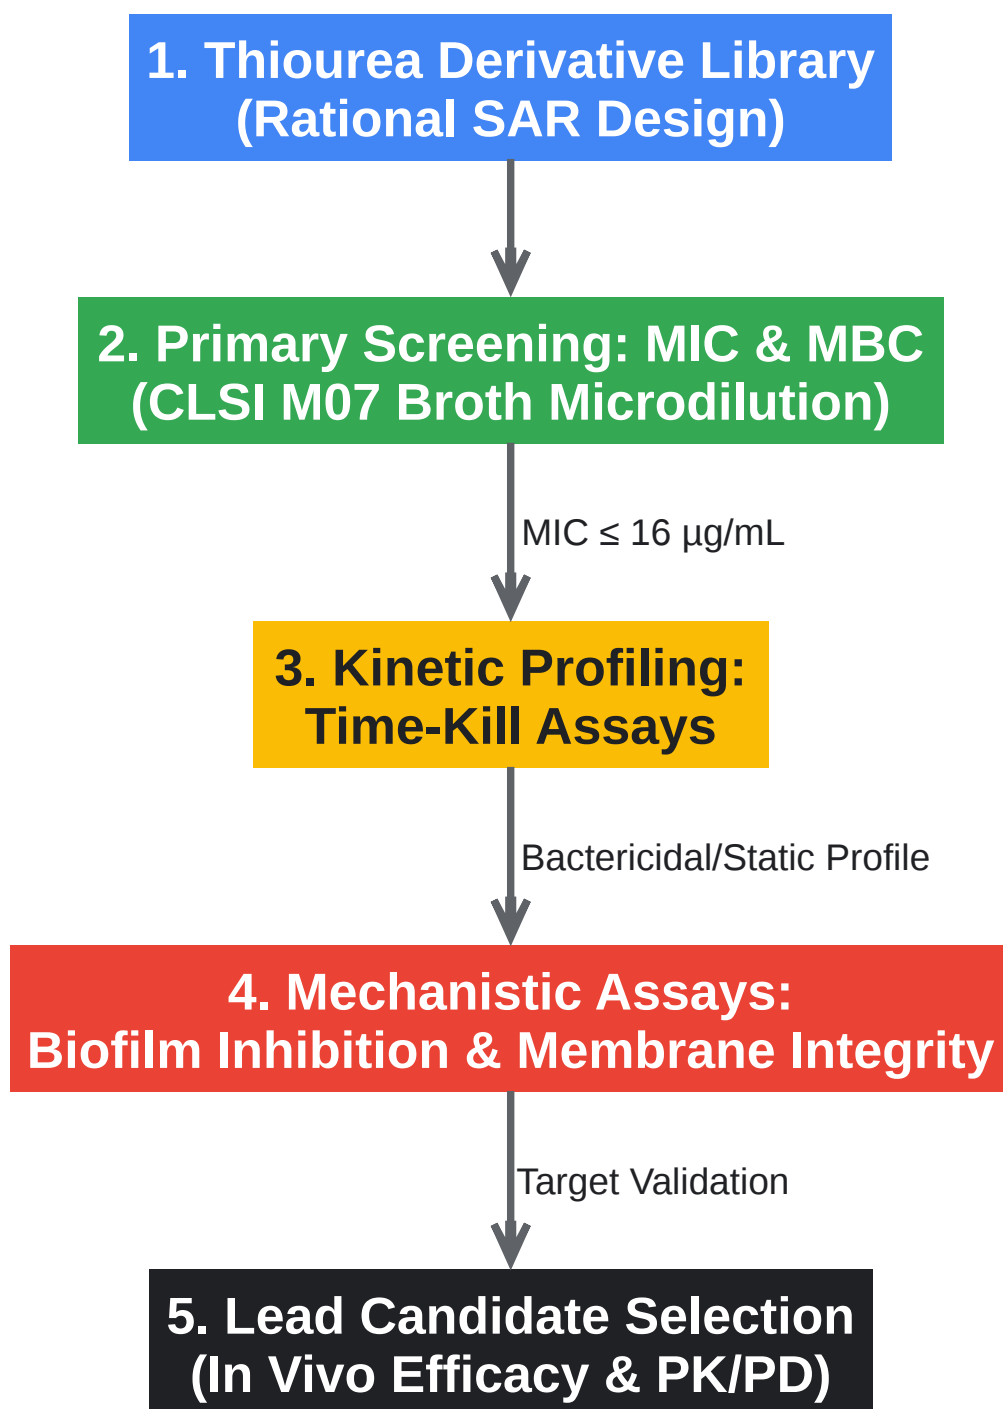 1. Thiourea Derivative Library
(Rational SAR Design)
2. Primary Screening: MIC & MBC
(CLSI M07 Broth Microdilution)
MIC ≤ 16 µg/mL
3. Kinetic Profiling:
Time-Kill Assays
Bactericidal/Static Profile
4. Mechanistic Assays:
Biofilm Inhibition & Membrane Integrity
Target Validation
5. Lead Candidate Selection
(In Vivo Efficacy & PK/PD)